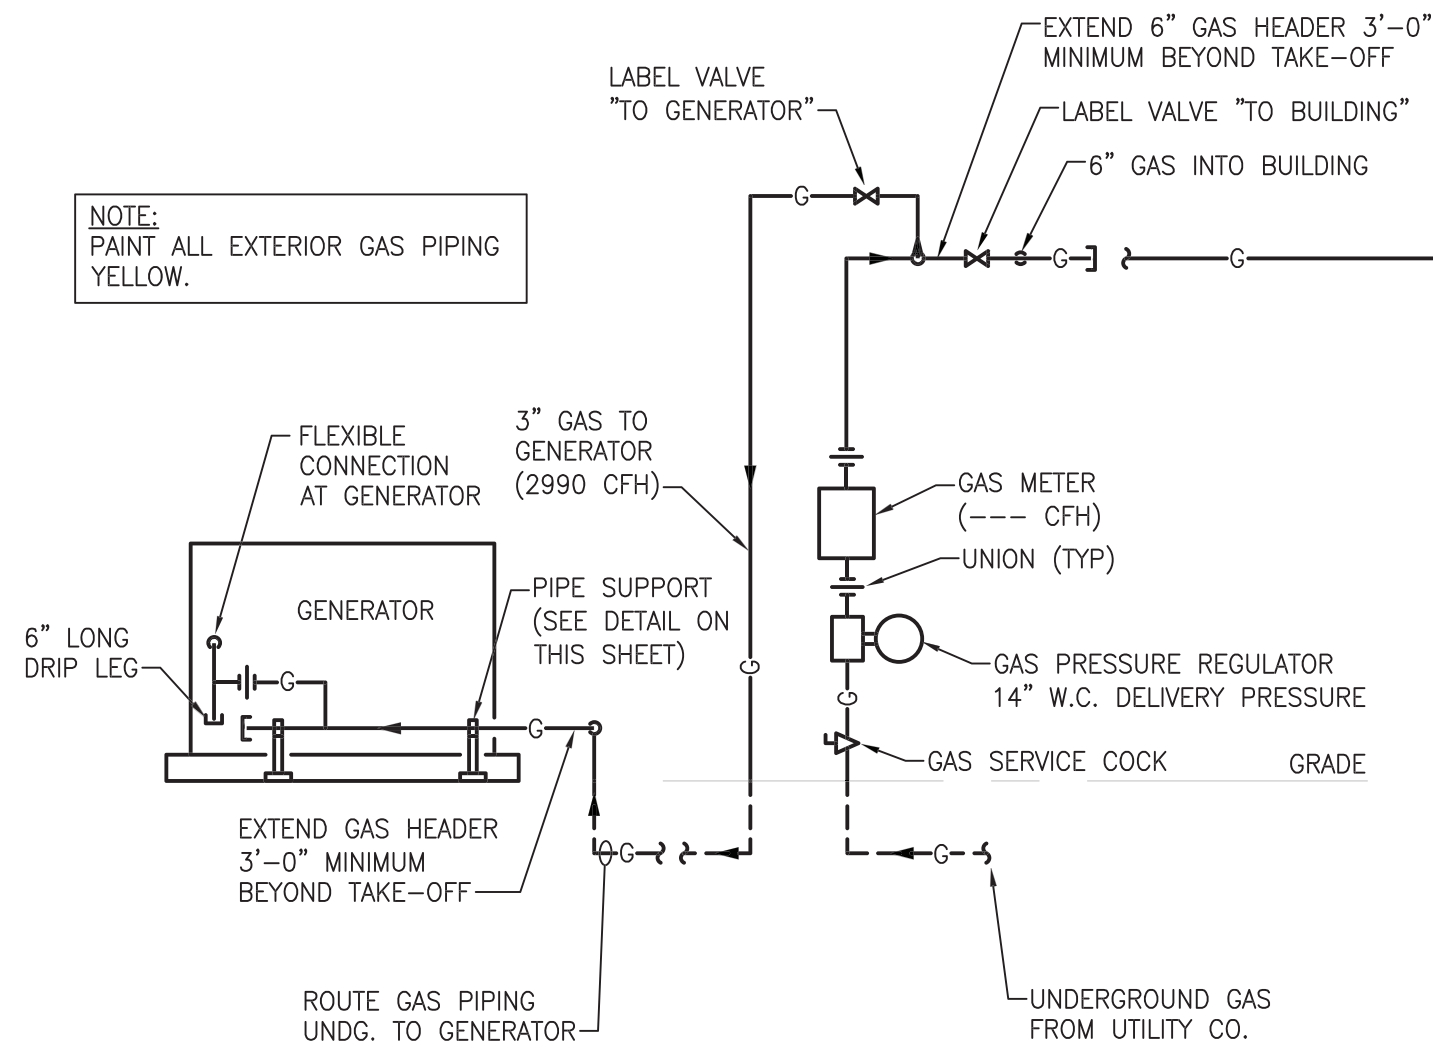 EXTEND 6" GAS HEADER 3'-0"
MINIMUM BEYOND TAKE-OFF
LABEL VALVE
"TO GENERATOR"
LABEL VALVE "TO BUILDING"
6" GAS INTO BUILDING
NOTE:
PAINT ALL EXTERIOR GAS PIPING
YELLOW.
G
G
G
3" GAS TO
GENERATOR
(2990 CFH)
FLEXIBLE
CONNECTION
AT GENERATOR
GAS METER
(--- CFH)
UNION (TYP)
PIPE SUPPORT
(SEE DETAIL ON
THIS SHEET)
GENERATOR
6" LONG
DRIP LEG
G
G
G
G
GAS PRESSURE REGULATOR
14" W.C. DELIVERY PRESSURE
GAS SERVICE COCK
GRADE
EXTEND GAS HEADER
3'-0" MINIMUM
BEYOND TAKE-OFF
G
G
ROUTE GAS PIPING
UNDG. TO GENERATOR
UNDERGROUND GAS
FROM UTILITY CO.